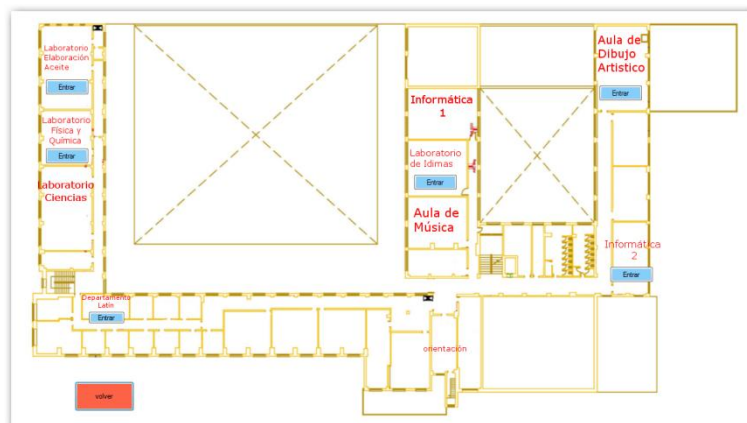 Laboratorio
Elaboración
Aceite
Entrar
Laboratorio
Física y
Química
Entrar
Laboratorio
Ciencias
Departamento
Latín
Entrar
Informática
1
Laboratorio
de Idimas
Entrar
Aula de
Música
Aula de
Dibujo
Artistico
Entrar
Informática
2
Entrar
orientación
volver